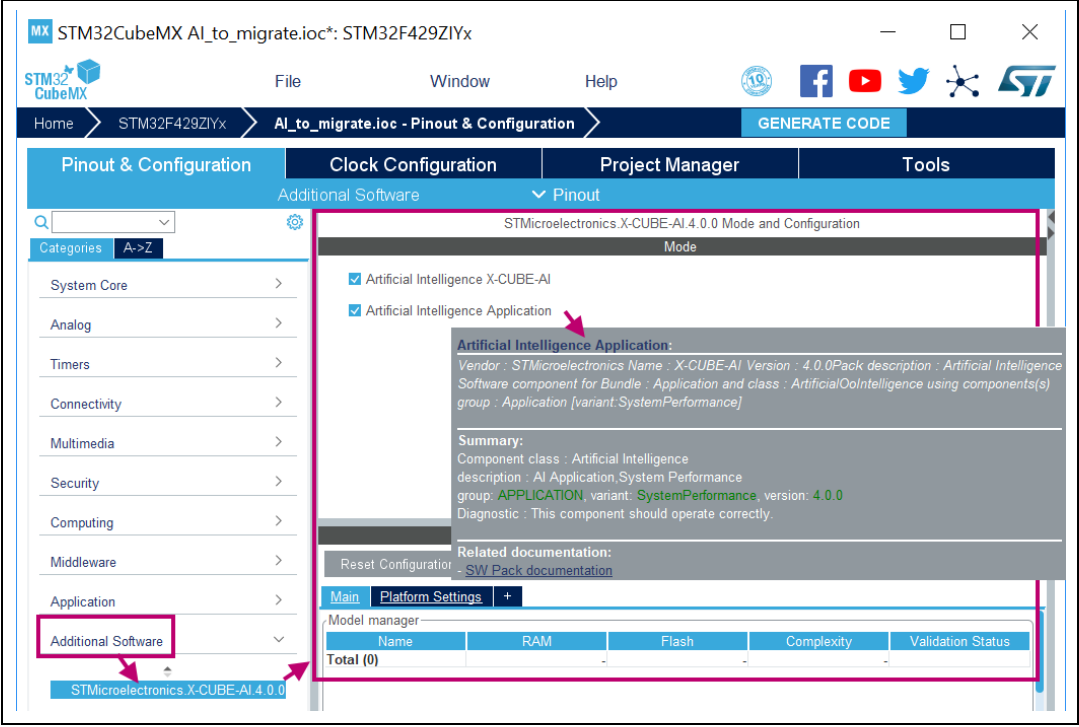 MX STM32CubeMX AI_to_migrate.ioc*: STM32F429ZIYx
STM32 CubeMX
File Window Help
10
Home STM32F429ZIYx AI_to_migrate.ioc - Pinout & Configuration GENERATE CODE
Pinout & Configuration Clock Configuration Project Manager Tools
Additional Software Pinout
Categories A->Z
System Core
Analog
Timers
Connectivity
Multimedia
Security
Computing
Middleware
Application
Additional Software
STMicroelectronics.X-CUBE-AI.4.0.0
STMicroelectronics.X-CUBE-AI.4.0.0 Mode and Configuration
Mode
Artificial Intelligence X-CUBE-AI
Artificial Intelligence Application
Artificial Intelligence Application:
Vendor : STMicroelectronics Name : X-CUBE-AI Version : 4.0.0Pack description : Artificial Intelligence
Software component for Bundle : Application and class : ArtificialOoIntelligence using components(s)
group : Application [variant:SystemPerformance]
Summary:
Component class : Artificial Intelligence
description : AI Application,System Performance
group: APPLICATION, variant: SystemPerformance, version: 4.0.0
Diagnostic : This component should operate correctly.
Related documentation:
- SW Pack documentation
Reset Configuration
Main Platform Settings +
Model manager
Name RAM Flash Complexity Validation Status
Total (0) - - -